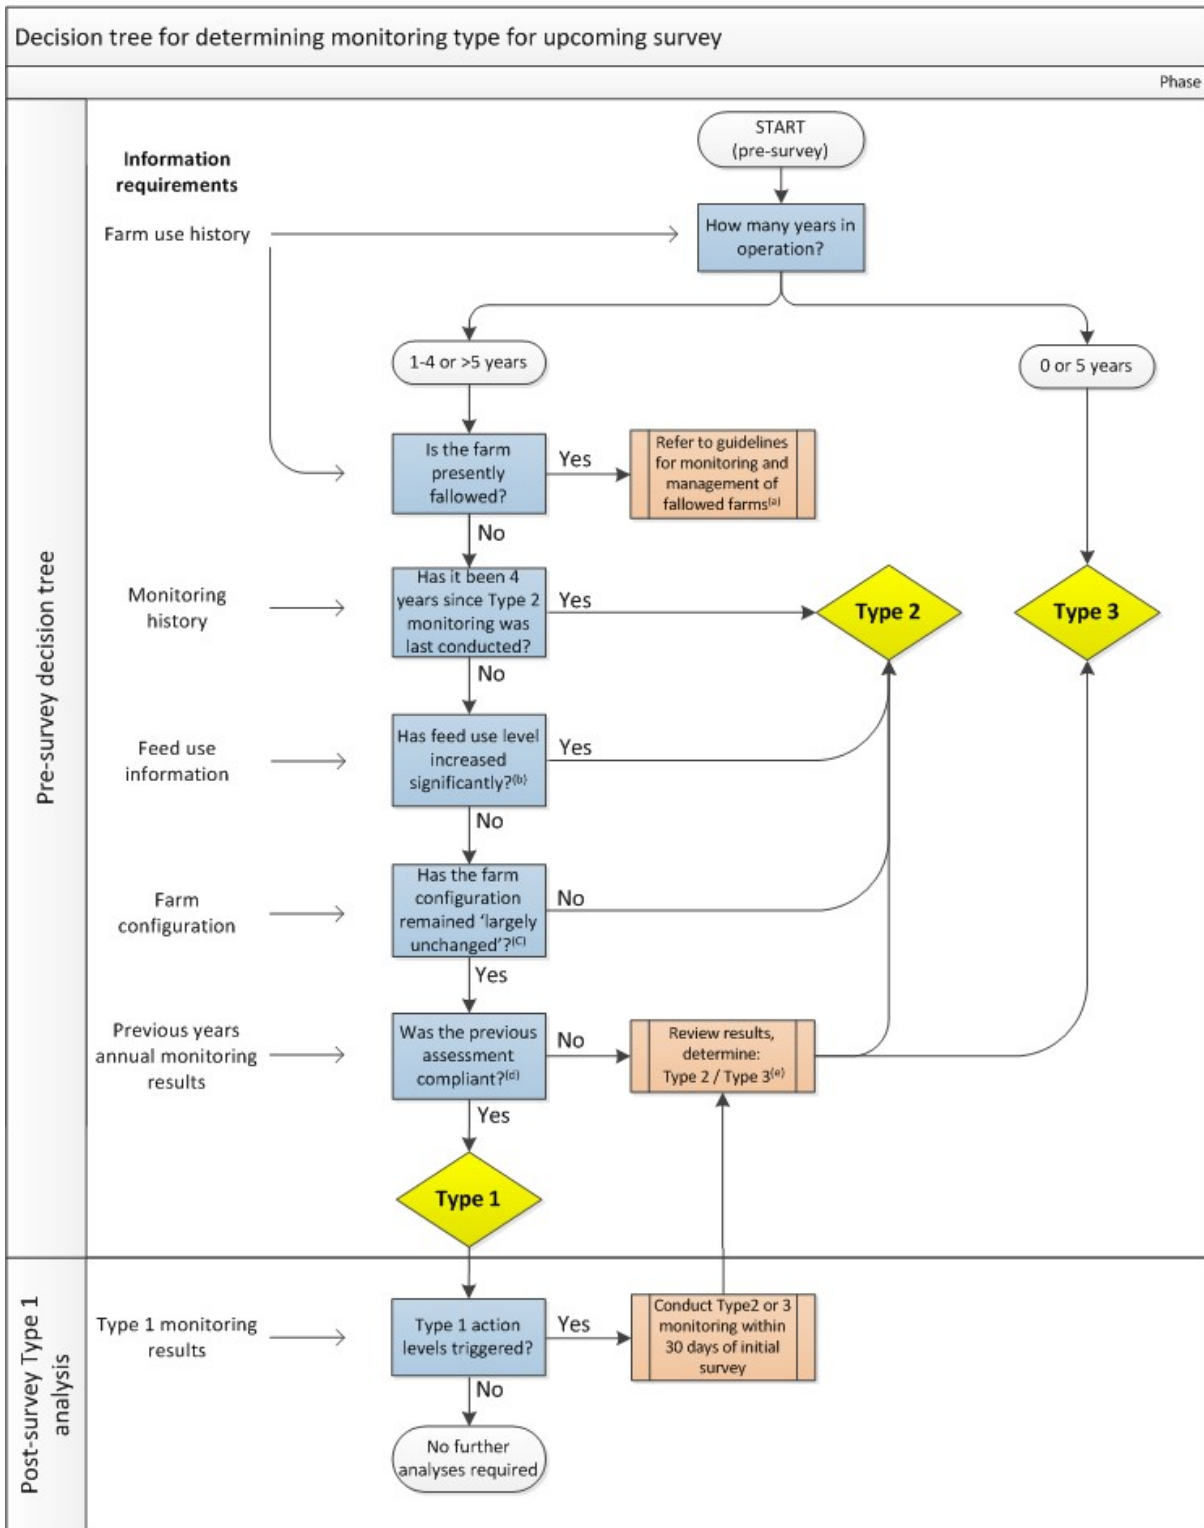 Decision tree for determining monitoring type for upcoming survey
Phase
Pre-survey decision tree
Information
requirements
START
(pre-survey)
Farm use history
How many years in
operation?
1-4 or >5 years
0 or 5 years
Is the farm
presently
fallowed?
Yes
Refer to guidelines
for monitoring and
management of
fallowed farms(a)
No
Monitoring
history
Has it been 4
years since Type 2
monitoring was
last conducted?
Yes
Type 2
Type 3
No
Feed use
information
Has feed use level
increased
significantly?(b)
Yes
No
Farm
configuration
Has the farm
configuration
remained ‘largely
unchanged’?(C)
No
Yes
Previous years
annual monitoring
results
Was the previous
assessment
compliant?(d)
No
Review results,
determine:
Type 2 / Type 3(e)
Yes
Type 1
Post-survey Type 1
analysis
Type 1 monitoring
results
Type 1 action
levels triggered?
Yes
Conduct Type2 or 3
monitoring within
30 days of initial
survey
No
No further
analyses required